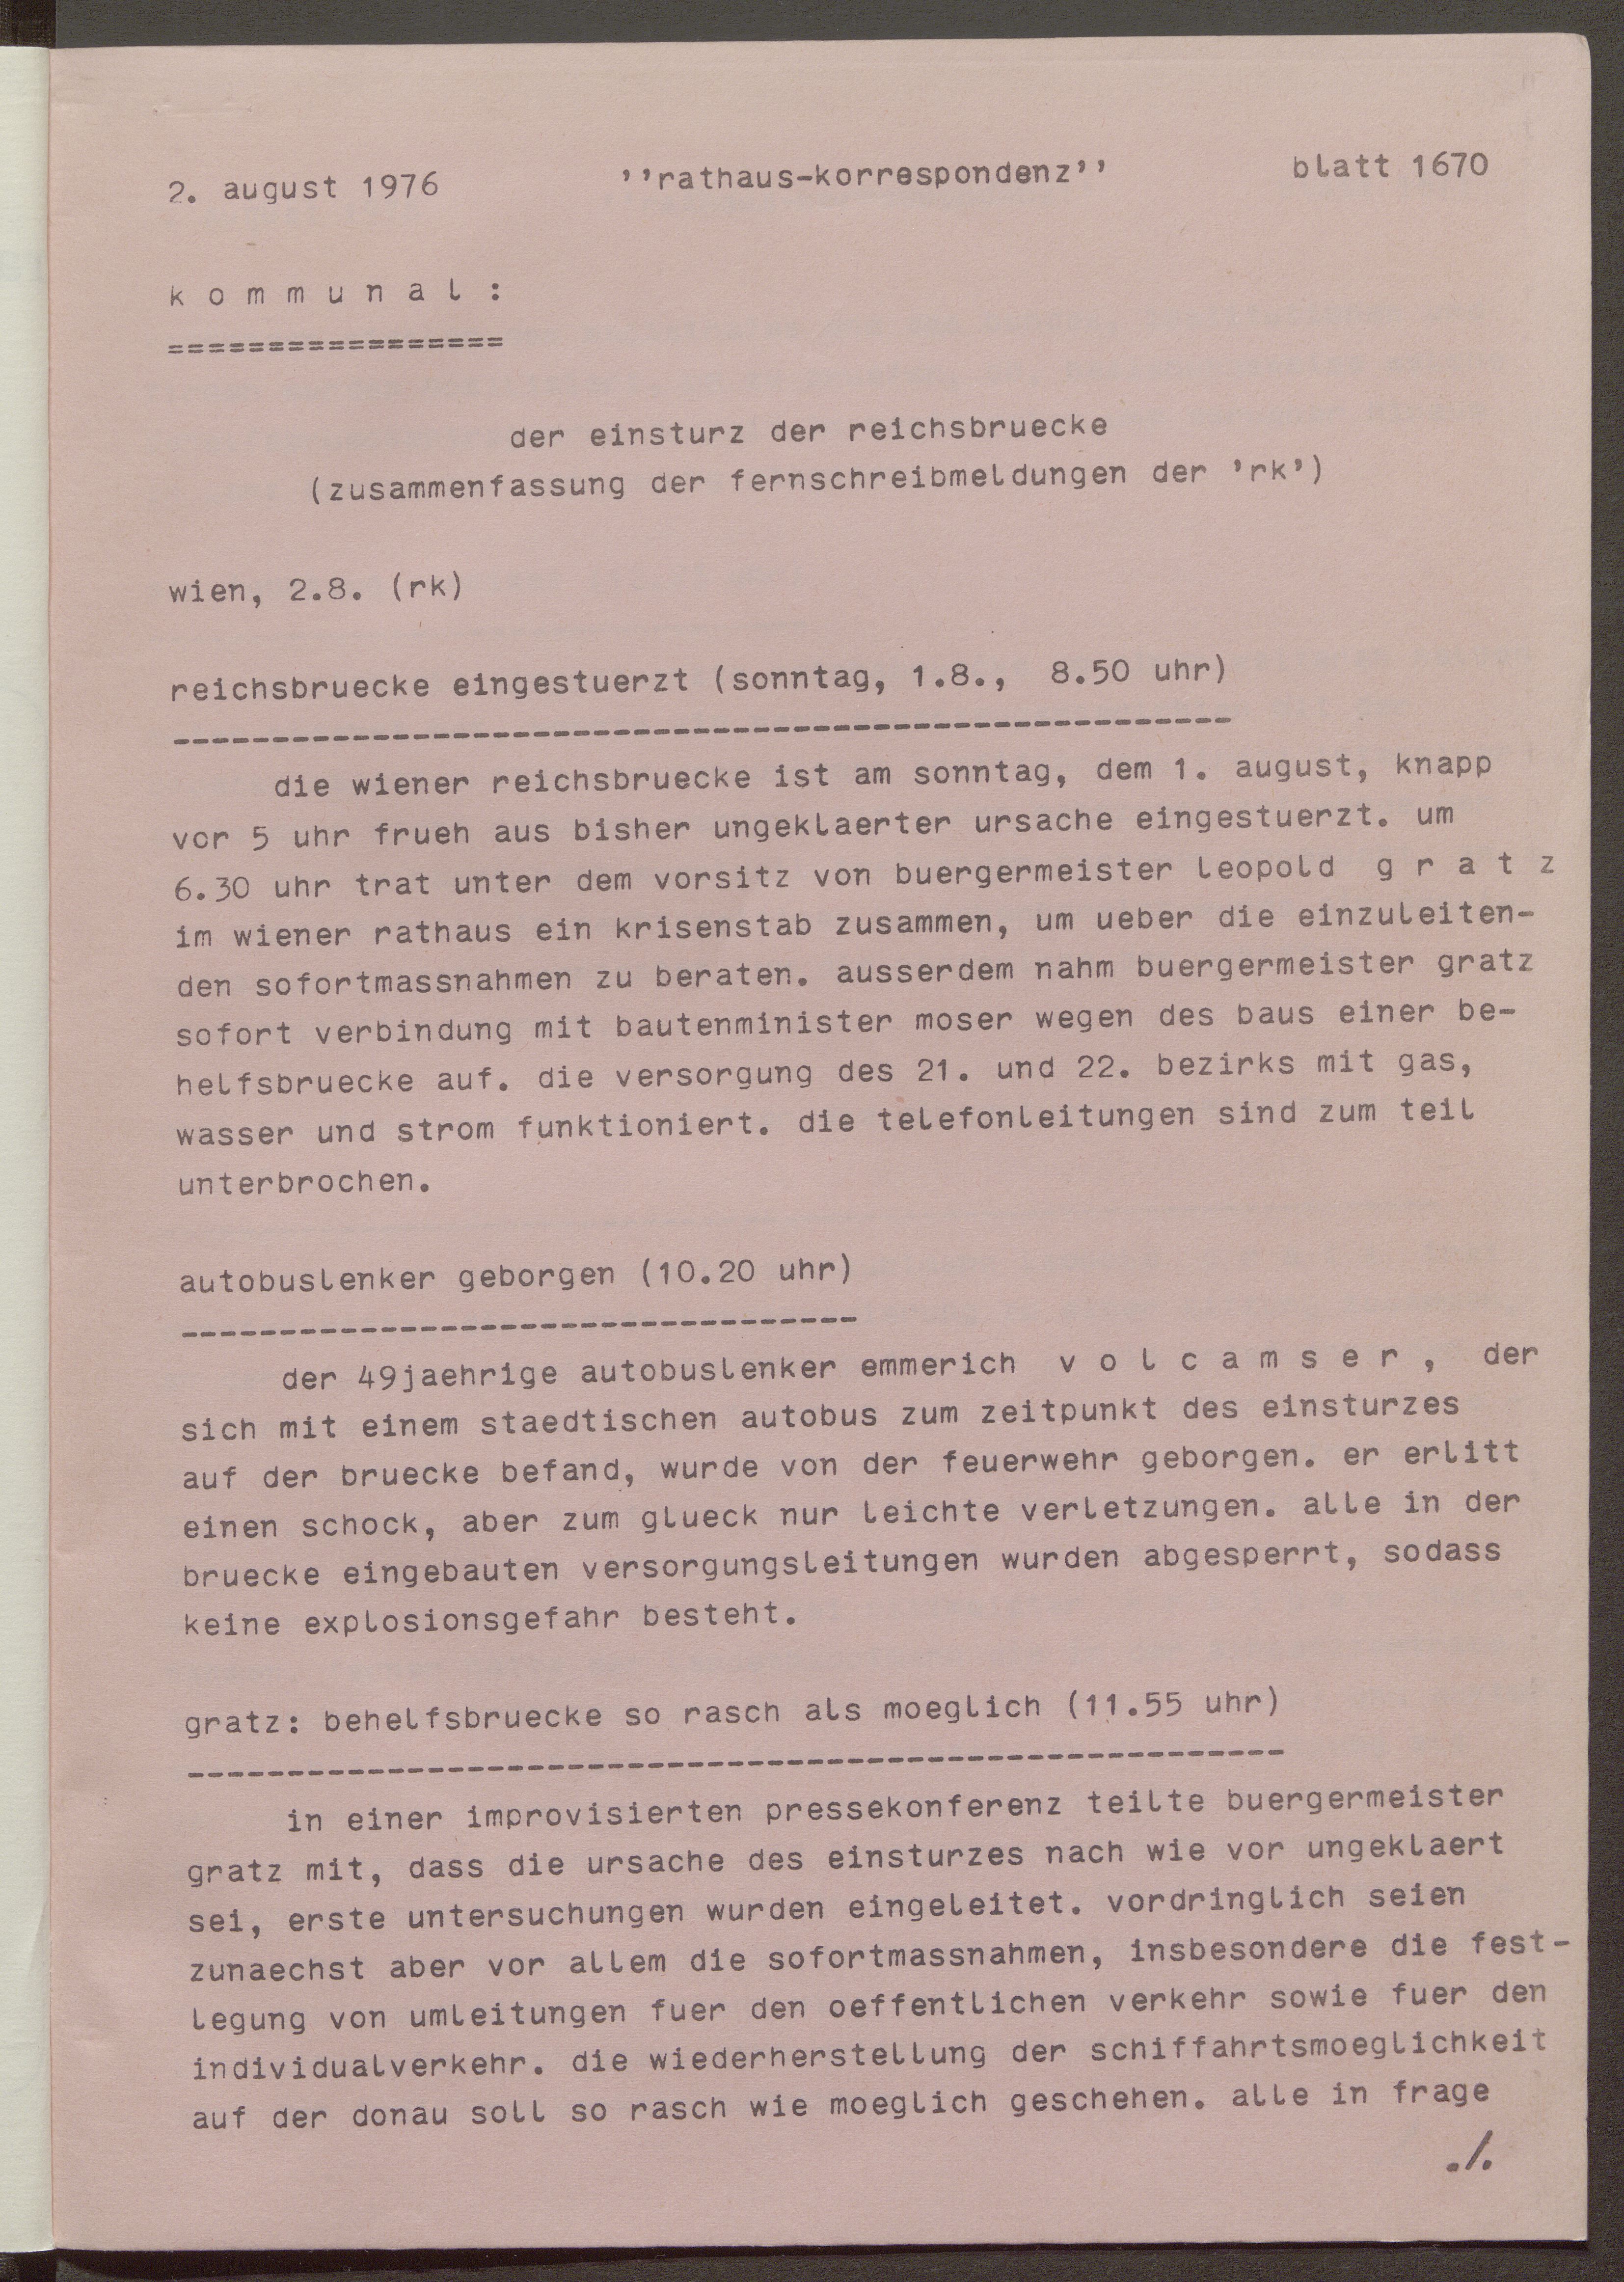 2. august 1976 ''rathaus-korrespondenz'' blatt 1670
k o m m u n a l :
=================
der einsturz der reichsbruecke
(zusammenfassung der fernschreibmeldungen der 'rk')
wien, 2.8. (rk)
reichsbruecke eingestuerzt (sonntag, 1.8., 8.50 uhr)
-----------------------------------------------------
die wiener reichsbruecke ist am sonntag, dem 1. august, knapp
vor 5 uhr frueh aus bisher ungeklaerter ursache eingestuerzt. um
6.30 uhr trat unter dem vorsitz von buergermeister leopold g r a t z
im wiener rathaus ein krisenstab zusammen, um ueber die einzuleiten-
den sofortmassnahmen zu beraten. ausserdem nahm buergermeister gratz
sofort verbindung mit bautenminister moser wegen des baus einer be-
helfsbruecke auf. die versorgung des 21. und 22. bezirks mit gas,
wasser und strom funktioniert. die telefonleitungen sind zum teil
unterbrochen.
autobuslenker geborgen (10.20 uhr)
----------------------------------
der 49jaehrige autobuslenker emmerich v o l c a m s e r , der
sich mit einem staedtischen autobus zum zeitpunkt des einsturzes
auf der bruecke befand, wurde von der feuerwehr geborgen. er erlitt
einen schock, aber zum glueck nur leichte verletzungen. alle in der
bruecke eingebauten versorgungsleitungen wurden abgesperrt, sodass
keine explosionsgefahr besteht.
gratz: behelfsbruecke so rasch als moeglich (11.55 uhr)
-------------------------------------------------------
in einer improvisierten pressekonferenz teilte buergermeister
gratz mit, dass die ursache des einsturzes nach wie vor ungeklaert
sei, erste untersuchungen wurden eingeleitet. vordringlich seien
zunaechst aber vor allem die sofortmassnahmen, insbesondere die fest-
legung von umleitungen fuer den oeffentlichen verkehr sowie fuer den
individualverkehr. die wiederherstellung der schiffahrtsmoeglichkeit
auf der donau soll so rasch wie moeglich geschehen. alle in frage
./.